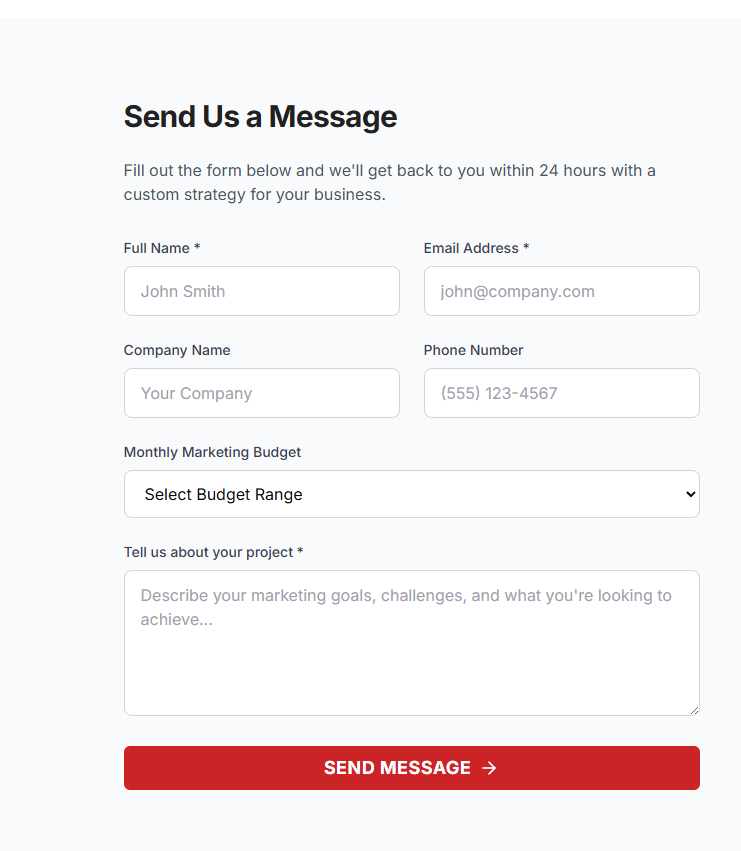 Send Us a Message
Fill out the form below and we'll get back to you within 24 hours with a
custom strategy for your business.
Full Name *
Email Address *
John Smith
john@company.com
Company Name
Phone Number
Your Company
(555) 123-4567
Monthly Marketing Budget
Select Budget Range
Tell us about your project *
Describe your marketing goals, challenges, and what you're looking to
achieve...
SEND MESSAGE →